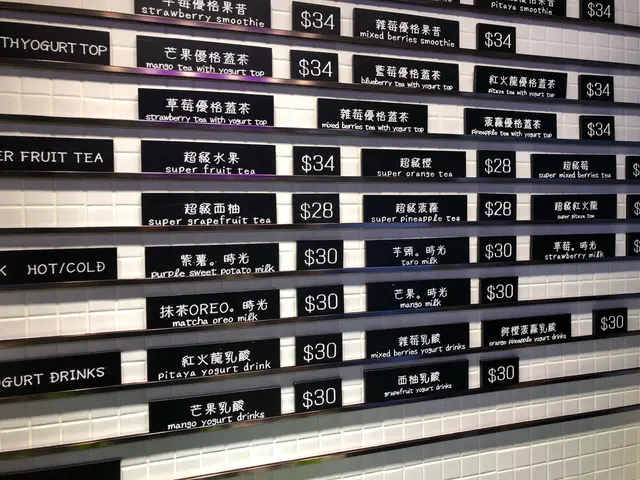 草莓優格果昔
strawberry smoothie
$34
雜莓優格果昔
mixed berries smoothie
$34
pitaya smoothie
$34
THYOGURT TOP
芒果優格蓋茶
mango tea with yogurt top
$34
藍莓優格蓋茶
blueberry tea with yogurt top
紅火龍優格蓋茶
pitaya tea with yogurt top
$34
草莓優格蓋茶
strawberry tea with yogurt top
雜莓優格蓋茶
mixed berries tea with yogurt top
菠蘿優格蓋茶
pineapple tea with yogurt top
$34
ER FRUIT TEA
超級水果
super fruit tea
$34
超級橙
super orange tea
$28
超級莓
super mixed berries tea
超級西柚
super grapefruit tea
$28
超級菠蘿
super pineapple tea
$28
超級紅火龍
super pitaya tea
K HOT/COLD
紫薯。時光
purple sweet potato milk
$30
芋頭。時光
taro milk
$30
草莓。時光
strawberry milk
抹茶OREO。時光
matcha oreo milk
$30
芒果。時光
mango milk
$30
OGURT DRINKS
紅火龍乳酸
pitaya yogurt drink
$30
雜莓乳酸
mixed berries yogurt drinks
鮮橙菠蘿乳酸
orange pineapple yogurt drinks
$30
芒果乳酸
mango yogurt drinks
$30
西柚乳酸
grapefruit yogurt drinks
$30